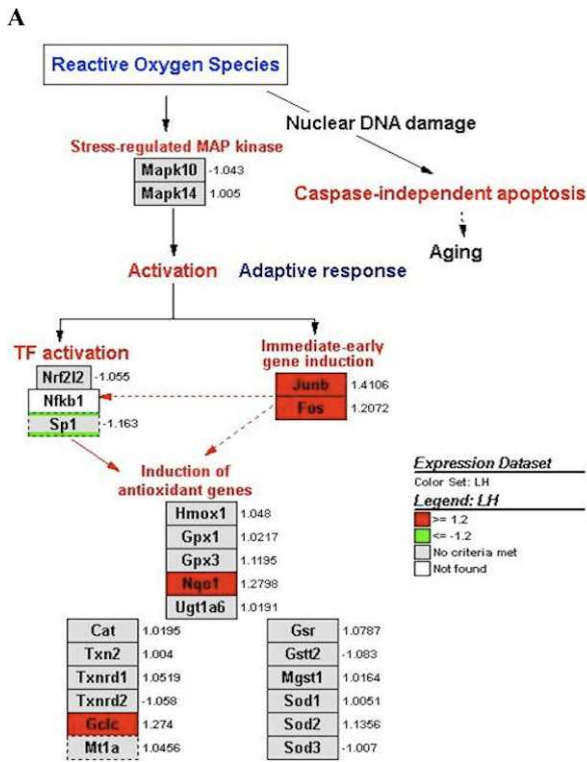 A
Reactive Oxygen Species
Nuclear DNA damage
Stress-regulated MAP kinase
Mapk10 -1.043
Mapk14 1.005
Caspase-independent apoptosis
Aging
Activation Adaptive response
TF activation
Nrf2l2 -1.055
Nfkb1
Sp1 -1.163
Immediate-early
gene induction
Junb 1.4106
Fos 1.2072
Induction of
antioxidant genes
Hmox1 1.048
Gpx1 1.0217
Gpx3 1.1195
Nqo1 1.2798
Ugt1a6 1.0191
Cat 1.0195
Txn2 1.004
Txnrd1 1.0519
Txnrd2 -1.058
Gclc 1.274
Mt1a 1.0456
Gsr 1.0787
Gstt2 -1.083
Mgst1 1.0164
Sod1 1.0051
Sod2 1.1356
Sod3 -1.007
Expression Dataset
Color Set: LH
Legend: LH
>= 1.2
<= -1.2
No criteria met
Not found